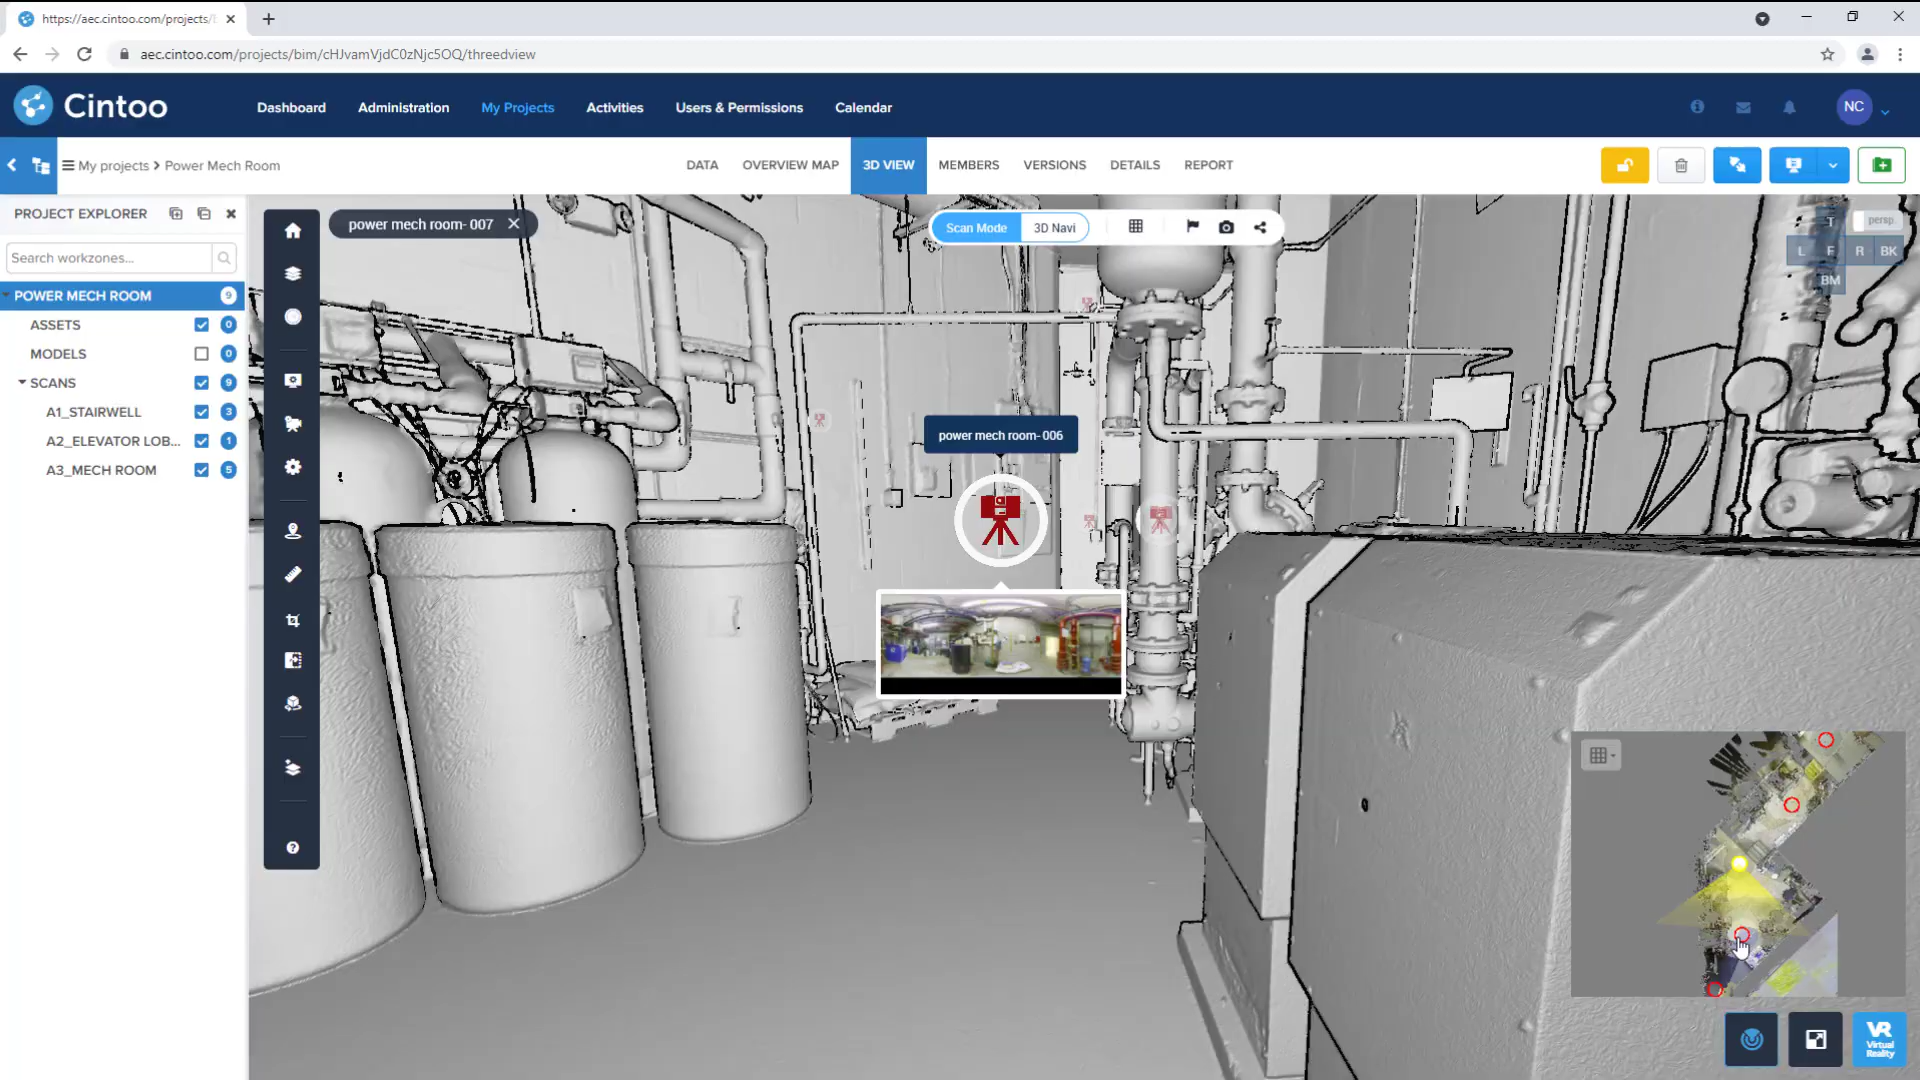 https://aec.cintoo.com/projects/
aec.cintoo.com/projects/bim/cHJvamVjdC0zNjc5OQ/threedview
Cintoo
Dashboard
Administration
My Projects
Activities
Users & Permissions
Calendar
NC
My projects > Power Mech Room
DATA
OVERVIEW MAP
3D VIEW
MEMBERS
VERSIONS
DETAILS
REPORT
PROJECT EXPLORER
Search workzones...
POWER MECH ROOM 9
ASSETS 0
MODELS 0
SCANS 9
A1_STAIRWELL 3
A2_ELEVATOR LOB... 1
A3_MECH ROOM 5
power mech room- 007
Scan Mode
3D Navi
T
persp.
L F R BK
BM
power mech room- 006
VR
Virtual
Reality